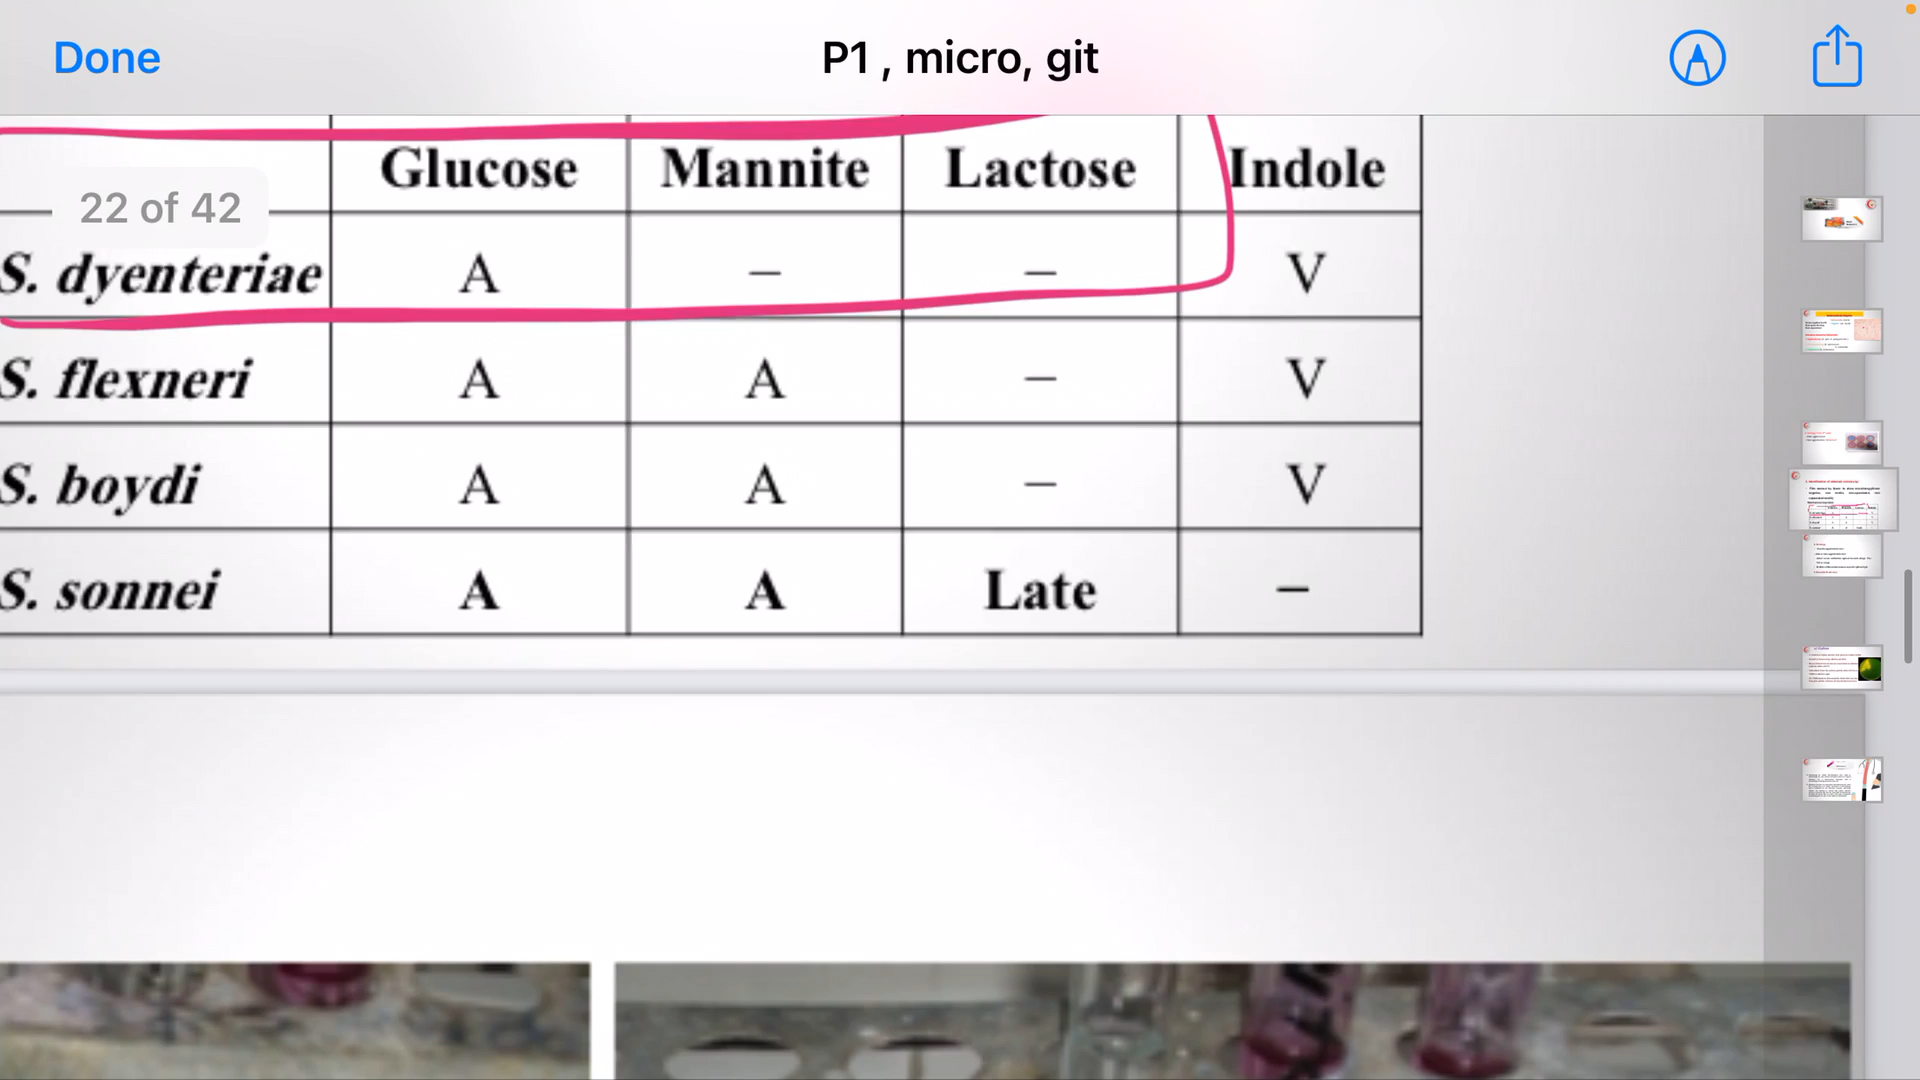 Done
P1 , micro, git
22 of 42
Glucose Mannite Lactose Indole
S. dyenteriae A – – V
S. flexneri A A – V
S. boydi A A – V
S. sonnei A A Late –